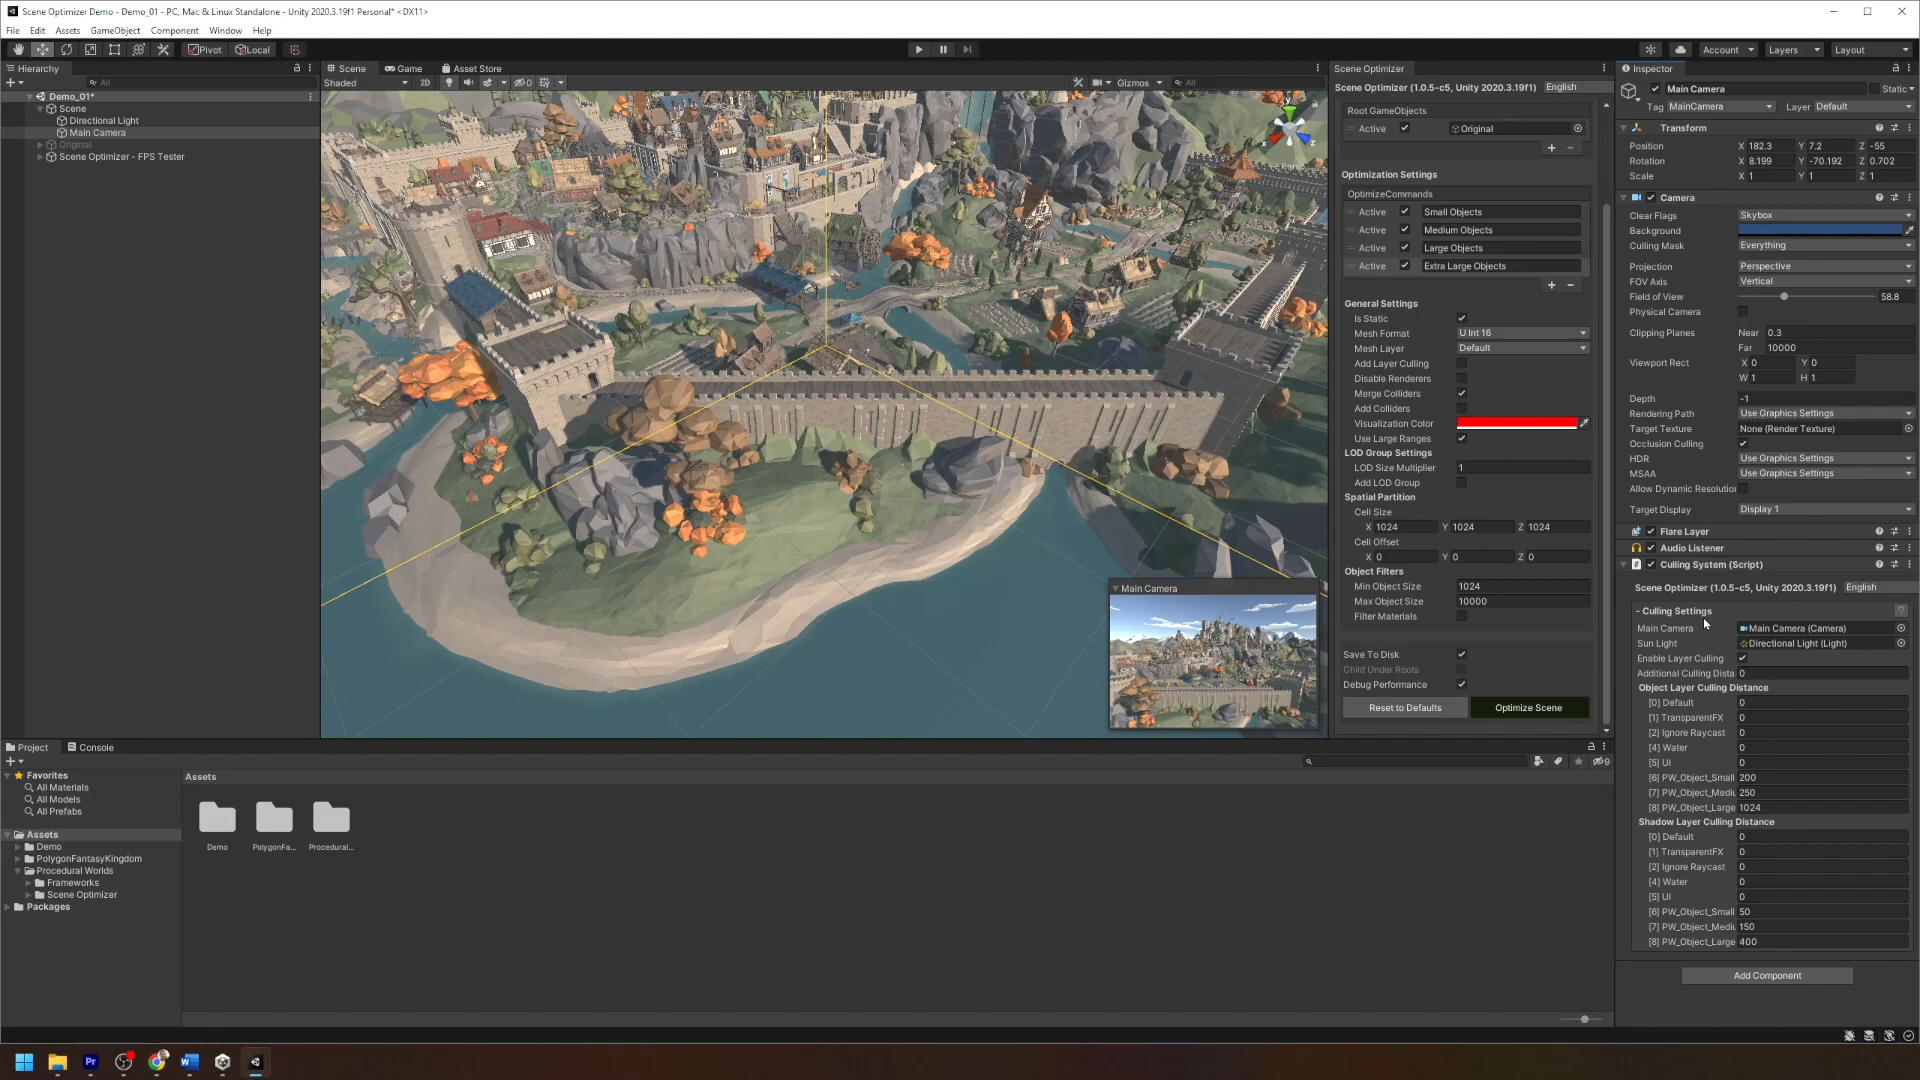 Scene Optimizer Demo - Demo_01 - PC, Mac & Linux Standalone - Unity 2020.3.19f1 Personal* <DX11>
File Edit Assets GameObject Component Window Help
Pivot Local Account Layers Layout
Hierarchy
All
Demo_01*
Scene
Directional Light
Main Camera
Original
Scene Optimizer - FPS Tester
Scene Game Asset Store
Shaded 2D 0 Gizmos All
Persp
Main Camera
Scene Optimizer
Scene Optimizer (1.0.5-c5, Unity 2020.3.19f1) English
Root GameObjects
Active Original
Optimization Settings
OptimizeCommands
Active Small Objects
Active Medium Objects
Active Large Objects
Active Extra Large Objects
General Settings
Is Static
Mesh Format U Int 16
Mesh Layer Default
Add Layer Culling
Disable Renderers
Merge Colliders
Add Colliders
Visualization Color
Use Large Ranges
LOD Group Settings
LOD Size Multiplier 1
Add LOD Group
Spatial Partition
Cell Size
X 1024 Y 1024 Z 1024
Cell Offset
X 0 Y 0 Z 0
Object Filters
Min Object Size 1024
Max Object Size 10000
Filter Materials
Save To Disk
Child Under Roots
Debug Performance
Reset to Defaults Optimize Scene
Inspector
Main Camera Static
Tag MainCamera Layer Default
Transform
Position X 182.3 Y 7.2 Z -55
Rotation X 8.199 Y -70.192 Z 0.702
Scale X 1 Y 1 Z 1
Camera
Clear Flags Skybox
Background
Culling Mask Everything
Projection Perspective
FOV Axis Vertical
Field of View 58.8
Physical Camera
Clipping Planes Near 0.3
Far 10000
Viewport Rect X 0 Y 0
W 1 H 1
Depth -1
Rendering Path Use Graphics Settings
Target Texture None (Render Texture)
Occlusion Culling
HDR Use Graphics Settings
MSAA Use Graphics Settings
Allow Dynamic Resolution
Target Display Display 1
Flare Layer
Audio Listener
Culling System (Script)
Scene Optimizer (1.0.5-c5, Unity 2020.3.19f1) English
- Culling Settings ?
Main Camera Main Camera (Camera)
Sun Light Directional Light (Light)
Enable Layer Culling
Additional Culling Dista 0
Object Layer Culling Distance
[0] Default 0
[1] TransparentFX 0
[2] Ignore Raycast 0
[4] Water 0
[5] UI 0
[6] PW_Object_Small 200
[7] PW_Object_Mediu 250
[8] PW_Object_Large 1024
Shadow Layer Culling Distance
[0] Default 0
[1] TransparentFX 0
[2] Ignore Raycast 0
[4] Water 0
[5] UI 0
[6] PW_Object_Small 50
[7] PW_Object_Mediu 150
[8] PW_Object_Large 400
Add Component
Project Console
9
Favorites
All Materials
All Models
All Prefabs
Assets
Demo
PolygonFantasyKingdom
Procedural Worlds
Frameworks
Scene Optimizer
Packages
Assets
Demo PolygonFa... Procedural...
Pr